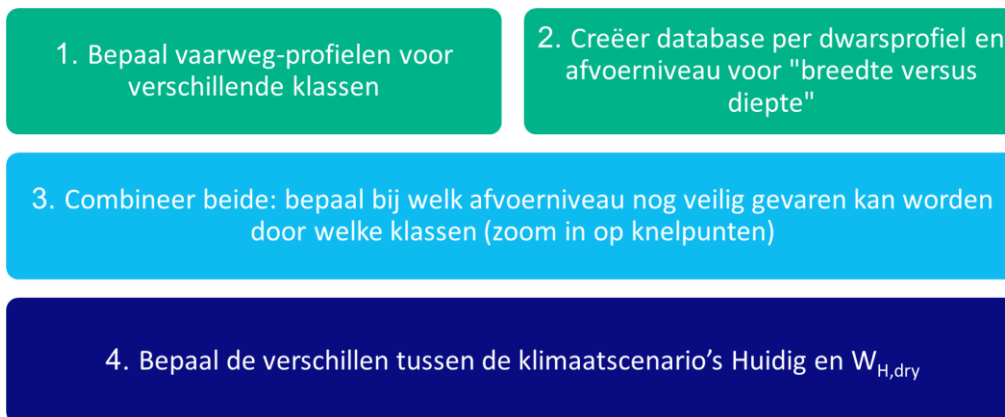 1. Bepaal vaarweg-profielen voor
verschillende klassen
2. Creëer database per dwarsprofiel en
afvoerniveau voor "breedte versus
diepte"
3. Combineer beide: bepaal bij welk afvoerniveau nog veilig gevaren kan worden
door welke klassen (zoom in op knelpunten)
4. Bepaal de verschillen tussen de klimaatscenario's Huidig en W_H,dry